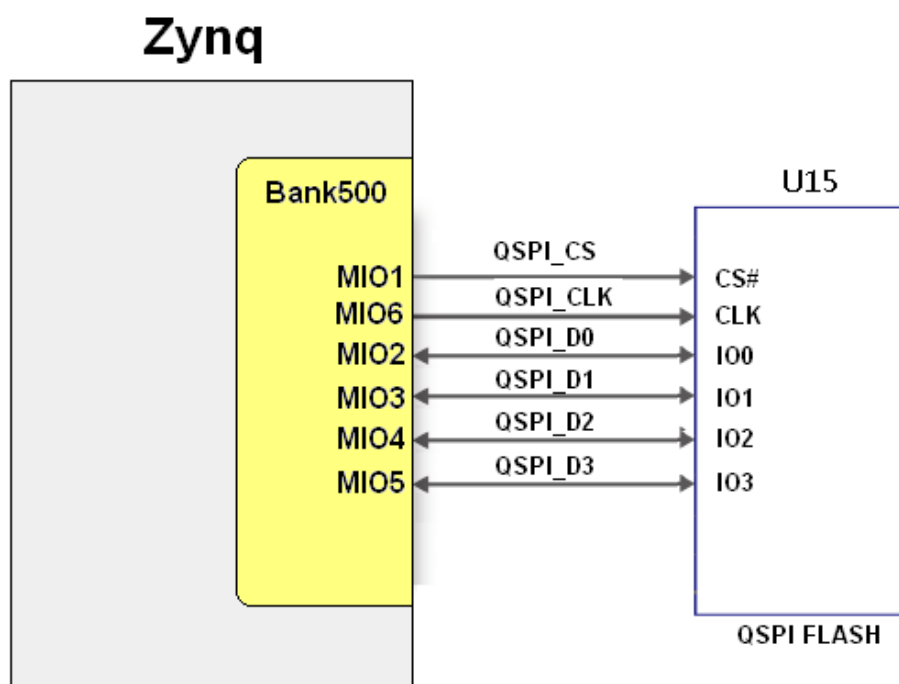 Zynq
Bank500
U15
MIO1 QSPI_CS CS#
MIO6 QSPI_CLK CLK
MIO2 QSPI_D0 IO0
MIO3 QSPI_D1 IO1
MIO4 QSPI_D2 IO2
MIO5 QSPI_D3 IO3
QSPI FLASH